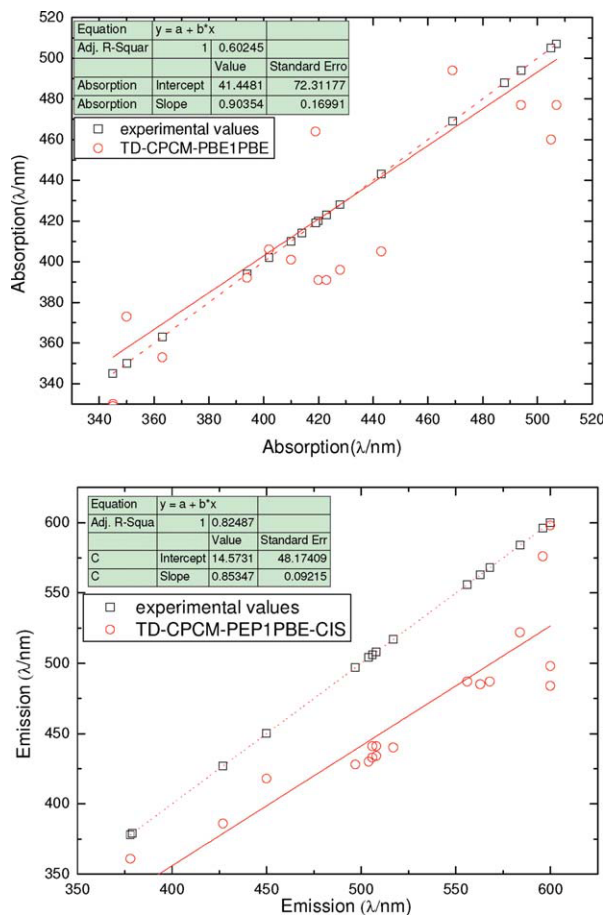 520
500
480
460
440
420
400
380
360
340
Absorption(λ/nm)
Equation y = a + b*x
Adj. R-Squar 1 0.60245
Value Standard Erro
Absorption Intercept 41.4481 72.31177
Absorption Slope 0.90354 0.16991
experimental values
TD-CPCM-PBE1PBE
340 360 380 400 420 440 460 480 500 520
Absorption(λ/nm)
600
550
500
450
400
350
Emission (λ/nm)
Equation y = a + b*x
Adj. R-Squa 1 0.82487
Value Standard Err
C Intercept 14.5731 48.17409
C Slope 0.85347 0.09215
experimental values
TD-CPCM-PEP1PBE-CIS
350 400 450 500 550 600
Emission (λ/nm)